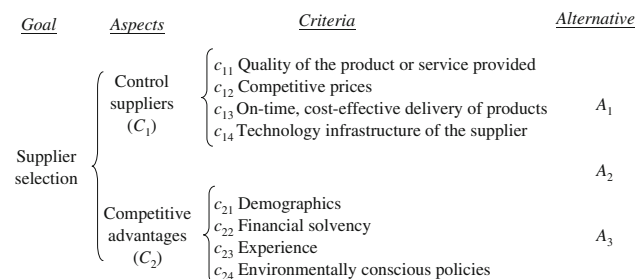 Goal Aspects Criteria Alternative
c11 Quality of the product or service provided
Control
suppliers
(C1)
c12 Competitive prices
c13 On-time, cost-effective delivery of products
c14 Technology infrastructure of the supplier
A1
Supplier
selection
A2
Competitive
advantages
(C2)
c21 Demographics
c22 Financial solvency
c23 Experience
c24 Environmentally conscious policies
A3